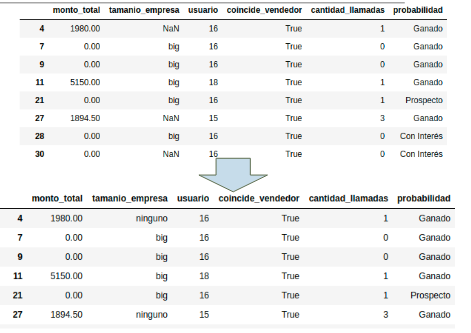 monto_total tamanio_empresa usuario coincide_vendedor cantidad_llamadas probabilidad
4 1980.00 NaN 16 True 1 Ganado
7 0.00 big 16 True 0 Ganado
9 0.00 big 16 True 0 Ganado
11 5150.00 big 18 True 1 Ganado
21 0.00 big 16 True 1 Prospecto
27 1894.50 NaN 15 True 3 Ganado
28 0.00 big 16 True 0 Con Interés
30 0.00 NaN 16 True 0 Con Interés
monto_total tamanio_empresa usuario coincide_vendedor cantidad_llamadas probabilidad
4 1980.00 ninguno 16 True 1 Ganado
7 0.00 big 16 True 0 Ganado
9 0.00 big 16 True 0 Ganado
11 5150.00 big 18 True 1 Ganado
21 0.00 big 16 True 1 Prospecto
27 1894.50 ninguno 15 True 3 Ganado